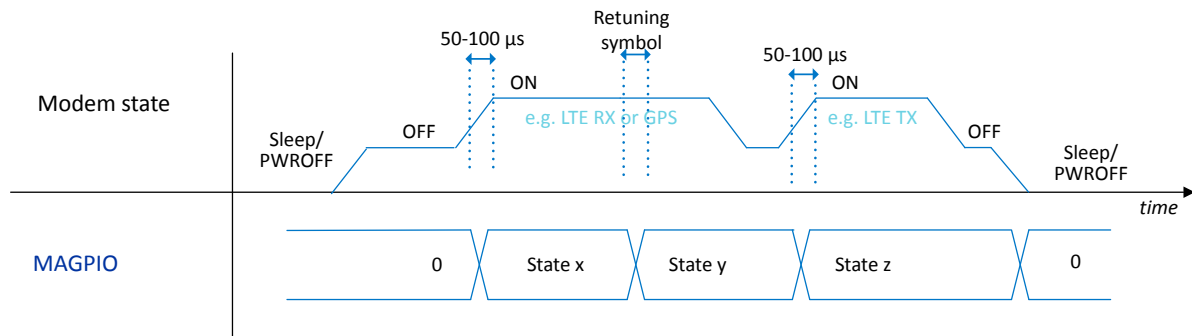 Retuning
symbol
50-100 µs
50-100 µs
ON
ON
Modem state
e.g. LTE RX or GPS
e.g. LTE TX
OFF
OFF
Sleep/
PWROFF
Sleep/
PWROFF
time
MAGPIO
0
State x
State y
State z
0